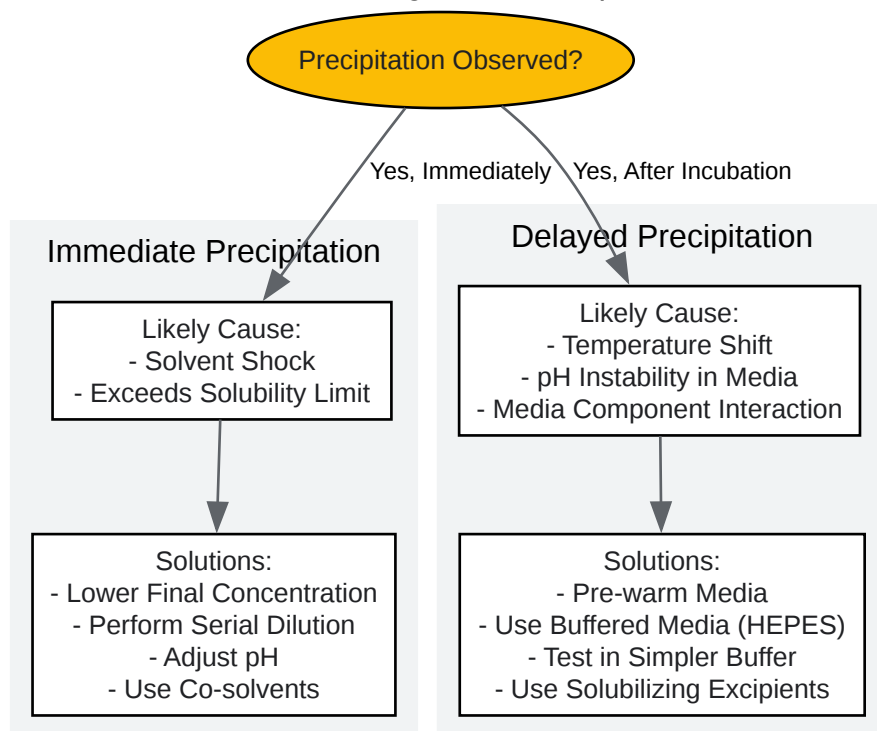 Precipitation Observed?
Yes, Immediately
Yes, After Incubation
Immediate Precipitation
Likely Cause:
- Solvent Shock
- Exceeds Solubility Limit
Solutions:
- Lower Final Concentration
- Perform Serial Dilution
- Adjust pH
- Use Co-solvents
Delayed Precipitation
Likely Cause:
- Temperature Shift
- pH Instability in Media
- Media Component Interaction
Solutions:
- Pre-warm Media
- Use Buffered Media (HEPES)
- Test in Simpler Buffer
- Use Solubilizing Excipients